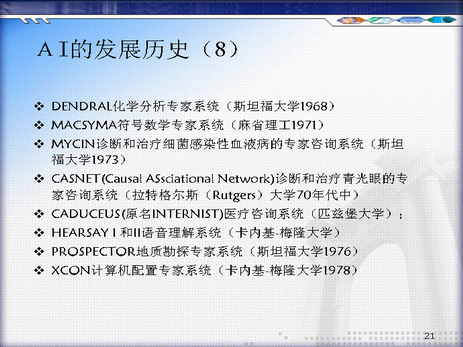 A I的发展历史（8）
❖ DENDRAL化学分析专家系统（斯坦福大学1968）
❖ MACSYMA符号数学专家系统（麻省理工1971）
❖ MYCIN诊断和治疗细菌感染性血液病的专家咨询系统（斯坦
福大学1973）
❖ CASNET(Causal ASsciational Network)诊断和治疗青光眼的专
家咨询系统（拉特格尔斯（Rutgers）大学70年代中）
❖ CADUCEUS(原名INTERNIST)医疗咨询系统（匹兹堡大学）；
❖ HEARSAY I 和II语音理解系统（卡内基-梅隆大学）
❖ PROSPECTOR地质勘探专家系统（斯坦福大学1976）
❖ XCON计算机配置专家系统（卡内基-梅隆大学1978）
21